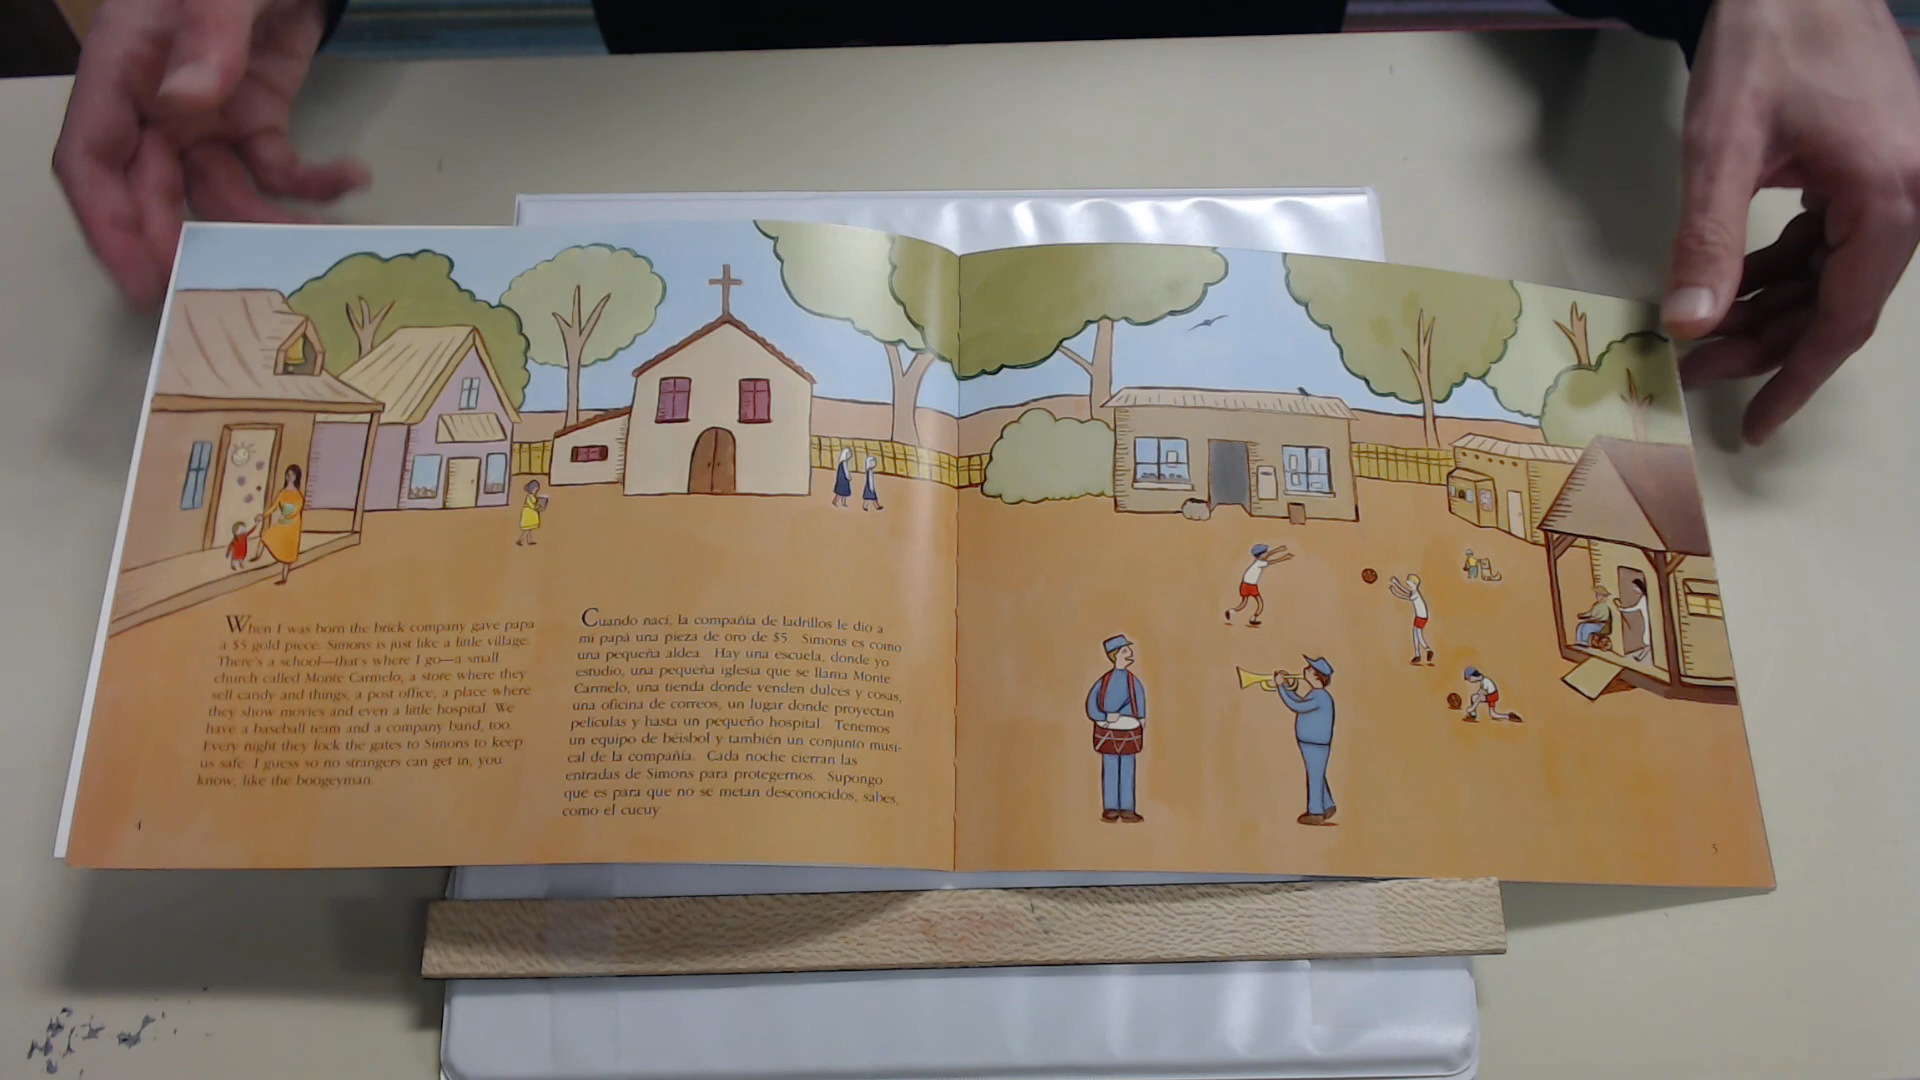 When I was born the brick company gave papa
a $5 gold piece. Simons is just like a little village.
There's a school—that's where I go—a small
church called Monte Carmelo, a store where they
sell candy and things, a post office, a place where
they show movies and even a little hospital. We
have a baseball team and a company band, too.
Every night they lock the gates to Simons to keep
us safe. I guess so no strangers can get in, you
know, like the boogeyman.
4
Cuando nací, la compañía de ladrillos le dio a
mi papá una pieza de oro de $5. Simons es como
una pequeña aldea. Hay una escuela, donde yo
estudio, una pequeña iglesia que se llama Monte
Carmelo, una tienda donde venden dulces y cosas,
una oficina de correos, un lugar donde proyectan
películas y hasta un pequeño hospital. Tenemos
un equipo de béisbol y también un conjunto musi-
cal de la compañía. Cada noche cierran las
entradas de Simons para protegernos. Supongo
que es para que no se metan desconocidos, sabes,
como el cucuy.
5